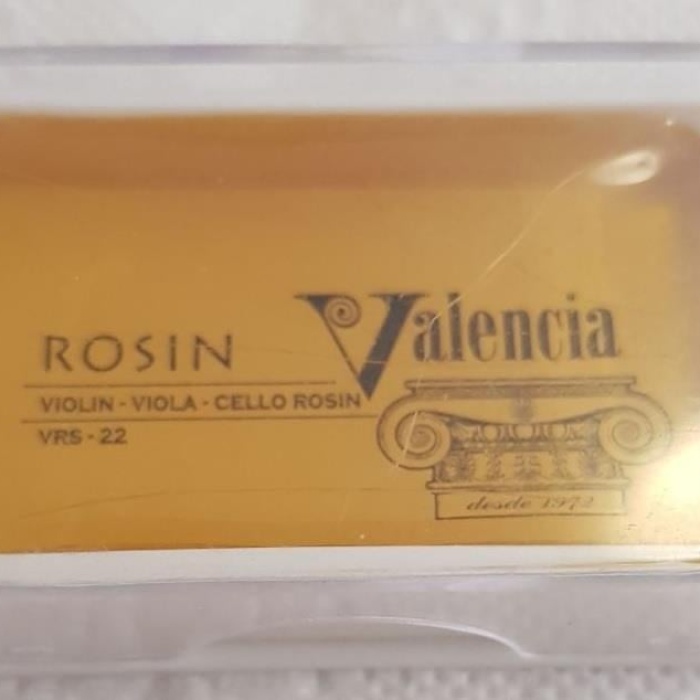 ROSIN
VIOLIN - VIOLA - CELLO ROSIN
VRS - 22
Valencia
desde 1972